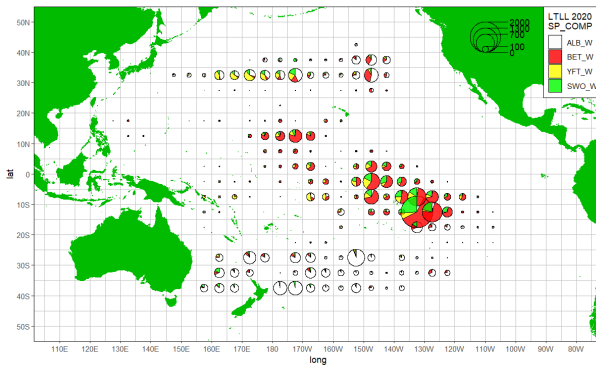 LTLL 2020
SP_COMP
ALB_W
BET_W
YFT_W
SWO_W
2000
1300
700
100
0
50N
40N
30N
20N
10N
0
10S
20S
30S
40S
50S
lat
110E 120E 130E 140E 150E 160E 170E 180 170W 160W 150W 140W 130W 120W 110W 100W 90W 80W
long